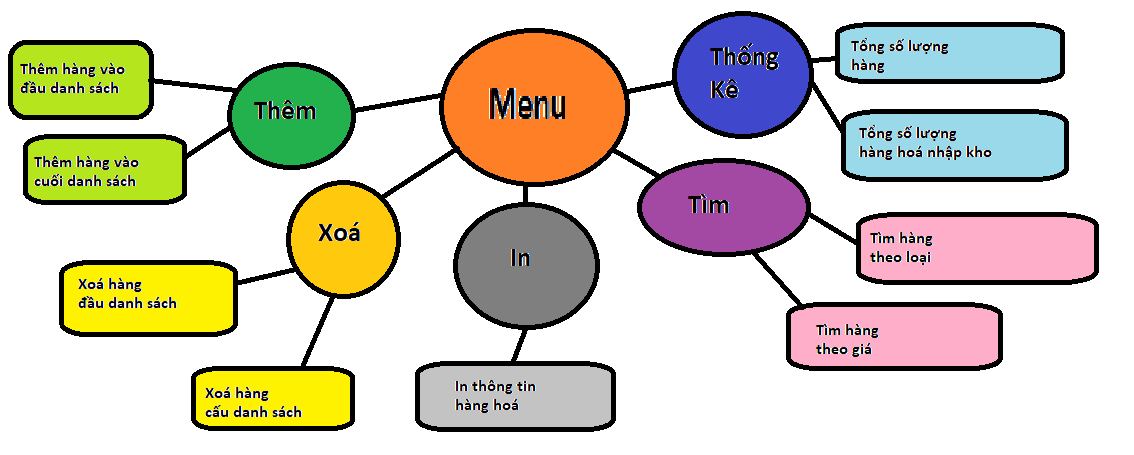 Menu
Thêm
Thêm hàng vào
đầu danh sách
Thêm hàng vào
cuối danh sách
Xoá
Xoá hàng
đầu danh sách
Xoá hàng
cấu danh sách
In
In thông tin
hàng hoá
Thống
Kê
Tổng số lượng
hàng
Tổng số lượng
hàng hoá nhập kho
Tìm
Tìm hàng
theo loại
Tìm hàng
theo giá